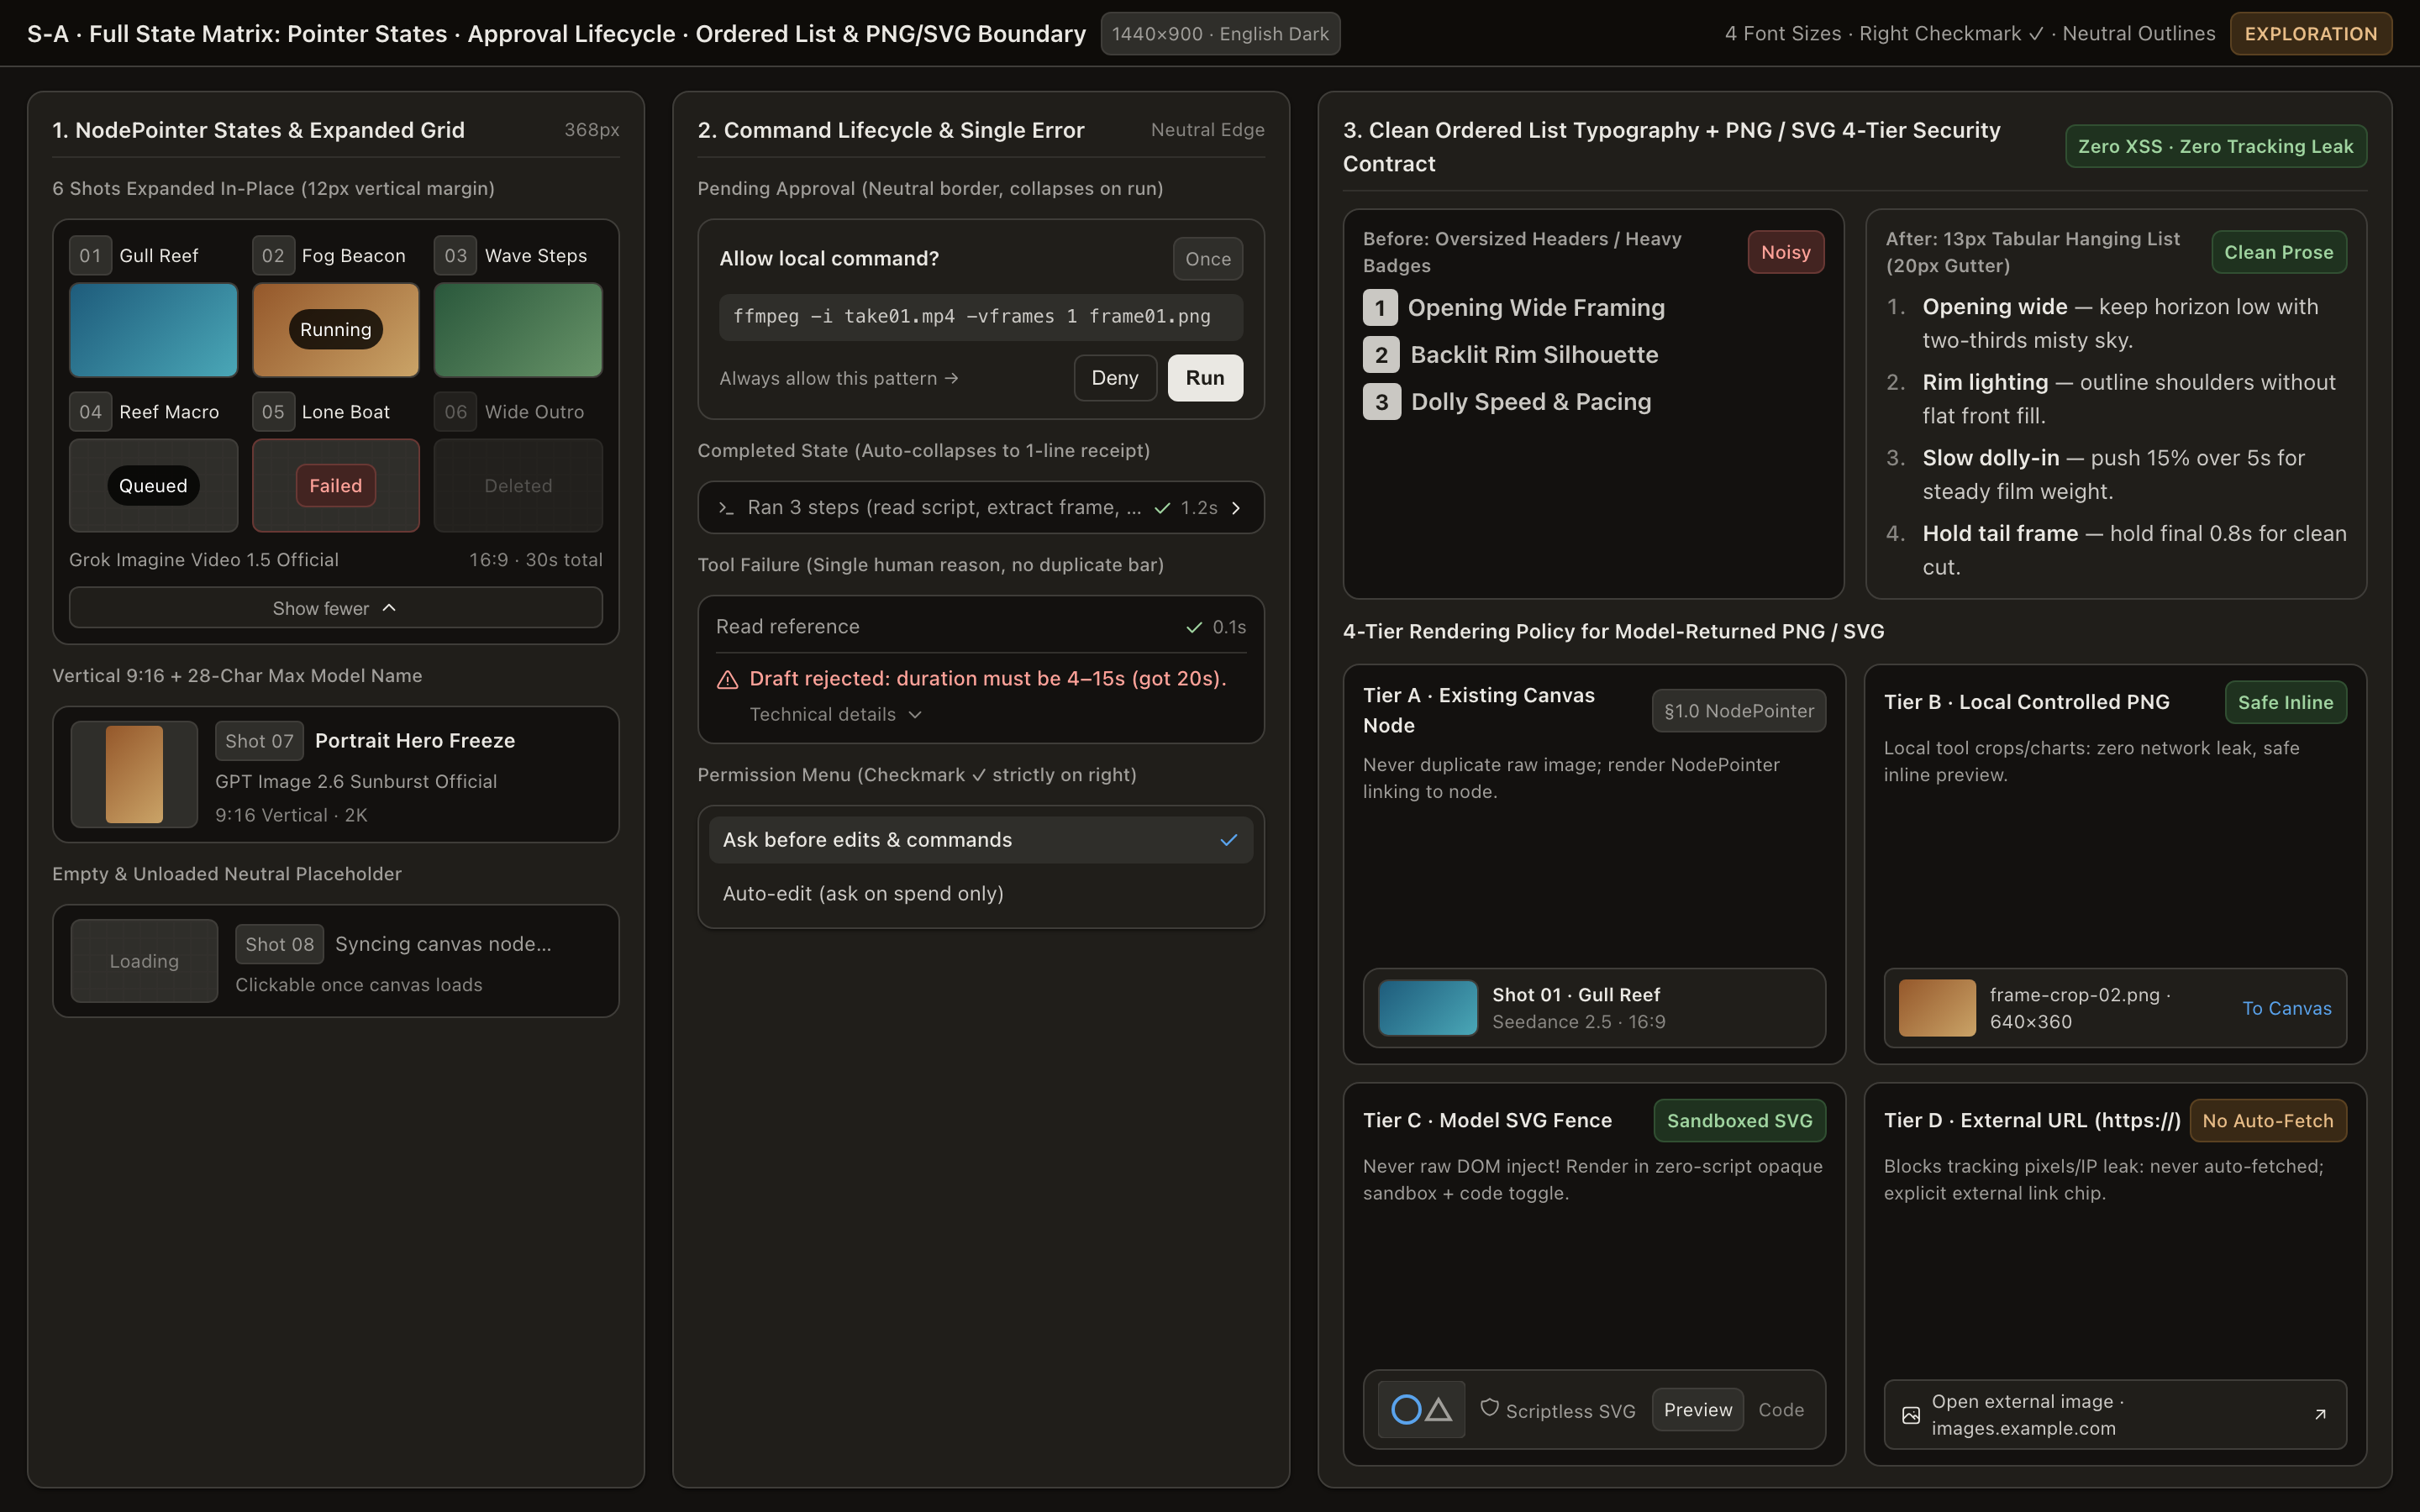 S-A · Full State Matrix: Pointer States · Approval Lifecycle · Ordered List & PNG/SVG Boundary
1440×900 · English Dark
4 Font Sizes · Right Checkmark ✓ · Neutral Outlines
EXPLORATION
1. NodePointer States & Expanded Grid
368px
6 Shots Expanded In-Place (12px vertical margin)
01 Gull Reef
02 Fog Beacon
03 Wave Steps
Running
04 Reef Macro
05 Lone Boat
06 Wide Outro
Queued
Failed
Deleted
Grok Imagine Video 1.5 Official
16:9 · 30s total
Show fewer
Vertical 9:16 + 28-Char Max Model Name
Shot 07 Portrait Hero Freeze
GPT Image 2.6 Sunburst Official
9:16 Vertical · 2K
Empty & Unloaded Neutral Placeholder
Loading
Shot 08 Syncing canvas node...
Clickable once canvas loads
2. Command Lifecycle & Single Error
Neutral Edge
Pending Approval (Neutral border, collapses on run)
Allow local command?
Once
ffmpeg -i take01.mp4 -vframes 1 frame01.png
Always allow this pattern →
Deny
Run
Completed State (Auto-collapses to 1-line receipt)
Ran 3 steps (read script, extract frame, ... ✓ 1.2s
Tool Failure (Single human reason, no duplicate bar)
Read reference
✓ 0.1s
Draft rejected: duration must be 4–15s (got 20s).
Technical details
Permission Menu (Checkmark ✓ strictly on right)
Ask before edits & commands ✓
Auto-edit (ask on spend only)
3. Clean Ordered List Typography + PNG / SVG 4-Tier Security
Contract
Zero XSS · Zero Tracking Leak
Before: Oversized Headers / Heavy
Badges
Noisy
1 Opening Wide Framing
2 Backlit Rim Silhouette
3 Dolly Speed & Pacing
After: 13px Tabular Hanging List
(20px Gutter)
Clean Prose
1. Opening wide — keep horizon low with
two-thirds misty sky.
2. Rim lighting — outline shoulders without
flat front fill.
3. Slow dolly-in — push 15% over 5s for
steady film weight.
4. Hold tail frame — hold final 0.8s for clean
cut.
4-Tier Rendering Policy for Model-Returned PNG / SVG
Tier A · Existing Canvas
Node
§1.0 NodePointer
Never duplicate raw image; render NodePointer
linking to node.
Shot 01 · Gull Reef
Seedance 2.5 · 16:9
Tier B · Local Controlled PNG
Safe Inline
Local tool crops/charts: zero network leak, safe
inline preview.
frame-crop-02.png ·
640×360
To Canvas
Tier C · Model SVG Fence
Sandboxed SVG
Never raw DOM inject! Render in zero-script opaque
sandbox + code toggle.
Scriptless SVG
Preview
Code
Tier D · External URL (https://)
No Auto-Fetch
Blocks tracking pixels/IP leak: never auto-fetched;
explicit external link chip.
Open external image ·
images.example.com